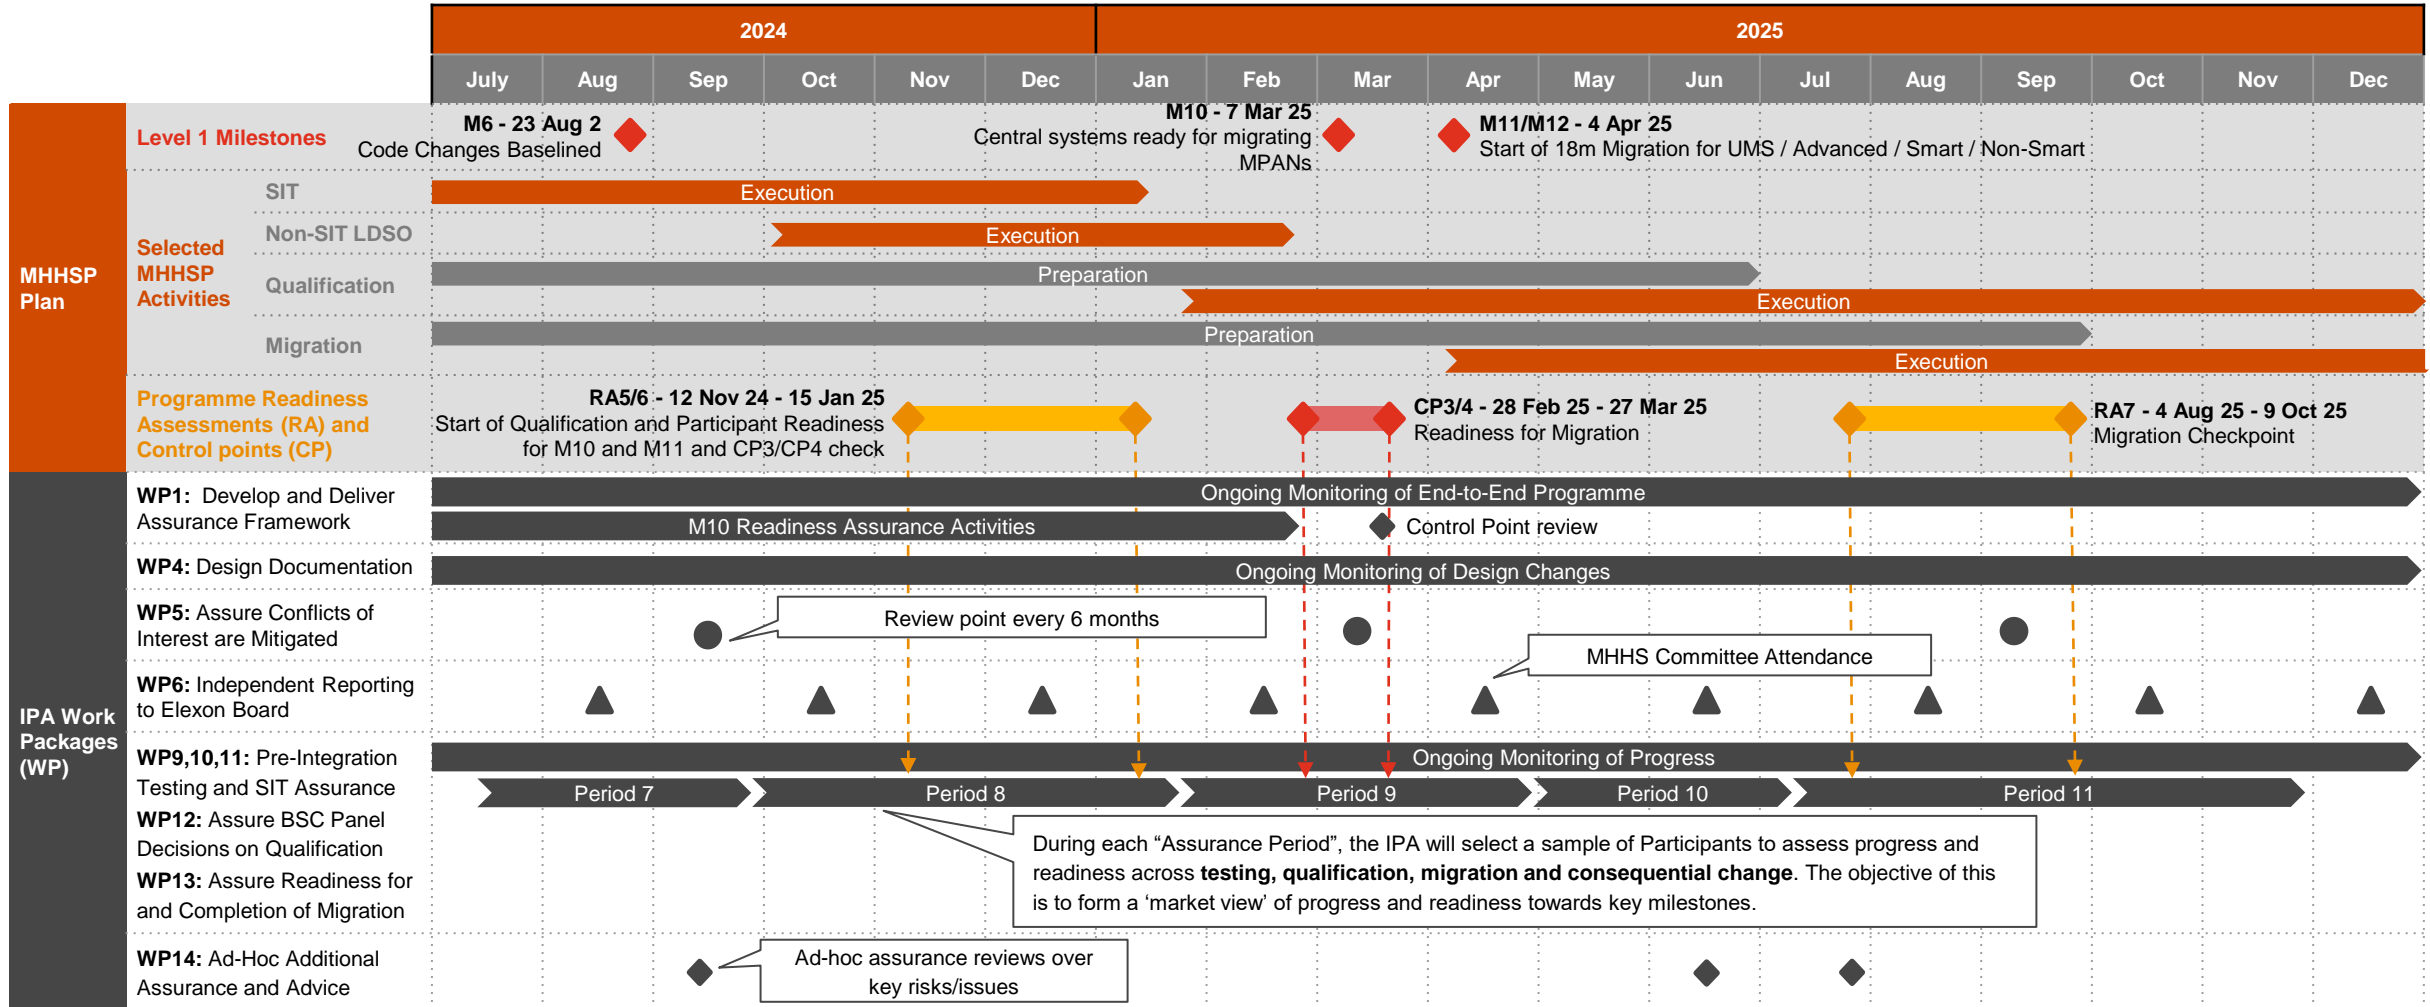 2024
2025
July
Aug
Sep
Oct
Nov
Dec
Jan
Feb
Mar
Apr
May
Jun
Jul
Aug
Sep
Oct
Nov
Dec
MHHSP
Plan
Level 1 Milestones
M6 - 23 Aug 2
Code Changes Baselined
M10 - 7 Mar 25
Central systems ready for migrating
MPANs
M11/M12 - 4 Apr 25
Start of 18m Migration for UMS / Advanced / Smart / Non-Smart
Selected
MHHSP
Activities
SIT
Execution
Non-SIT LDSO
Execution
Qualification
Preparation
Execution
Migration
Preparation
Execution
Programme Readiness
Assessments (RA) and
Control points (CP)
RA5/6 - 12 Nov 24 - 15 Jan 25
Start of Qualification and Participant Readiness
for M10 and M11 and CP3/CP4 check
CP3/4 - 28 Feb 25 - 27 Mar 25
Readiness for Migration
RA7 - 4 Aug 25 - 9 Oct 25
Migration Checkpoint
IPA Work
Packages
(WP)
WP1: Develop and Deliver
Assurance Framework
Ongoing Monitoring of End-to-End Programme
M10 Readiness Assurance Activities
Control Point review
WP4: Design Documentation
Ongoing Monitoring of Design Changes
WP5: Assure Conflicts of
Interest are Mitigated
Review point every 6 months
MHHS Committee Attendance
WP6: Independent Reporting
to Elexon Board
WP9,10,11: Pre-Integration
Testing and SIT Assurance
Ongoing Monitoring of Progress
Period 7
Period 8
Period 9
Period 10
Period 11
WP12: Assure BSC Panel
Decisions on Qualification
WP13: Assure Readiness for
and Completion of Migration
During each “Assurance Period”, the IPA will select a sample of Participants to assess progress and
readiness across testing, qualification, migration and consequential change. The objective of this
is to form a ‘market view’ of progress and readiness towards key milestones.
WP14: Ad-Hoc Additional
Assurance and Advice
Ad-hoc assurance reviews over
key risks/issues